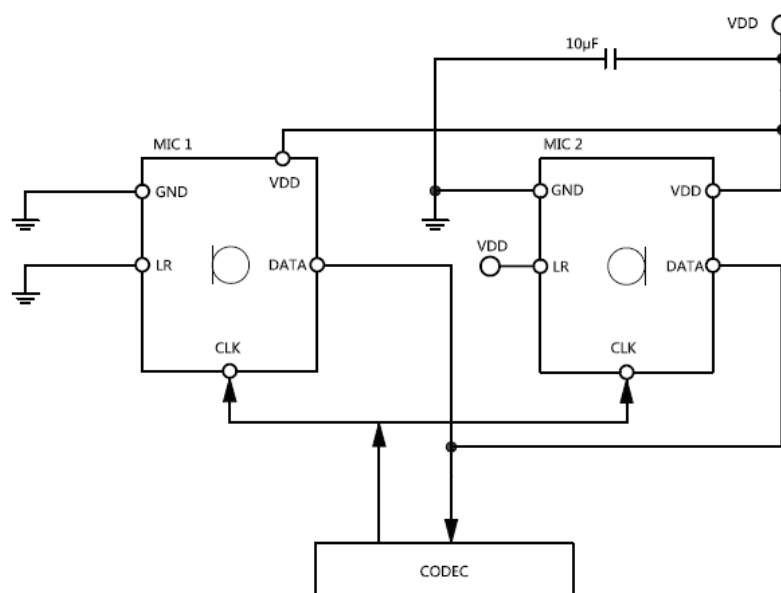 VDD
10µF
MIC 1
MIC 2
VDD
GND
GND
VDD
VDD
LR
DATA
LR
DATA
CLK
CLK
CODEC